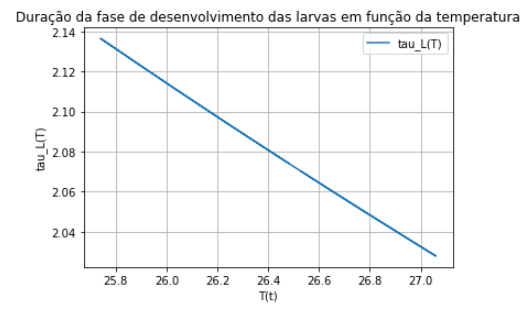 Duração da fase de desenvolvimento das larvas em função da temperatura
tau_L(T)
2.14
2.12
2.10
2.08
2.06
2.04
tau_L(T)
25.8 26.0 26.2 26.4 26.6 26.8 27.0
T(t)